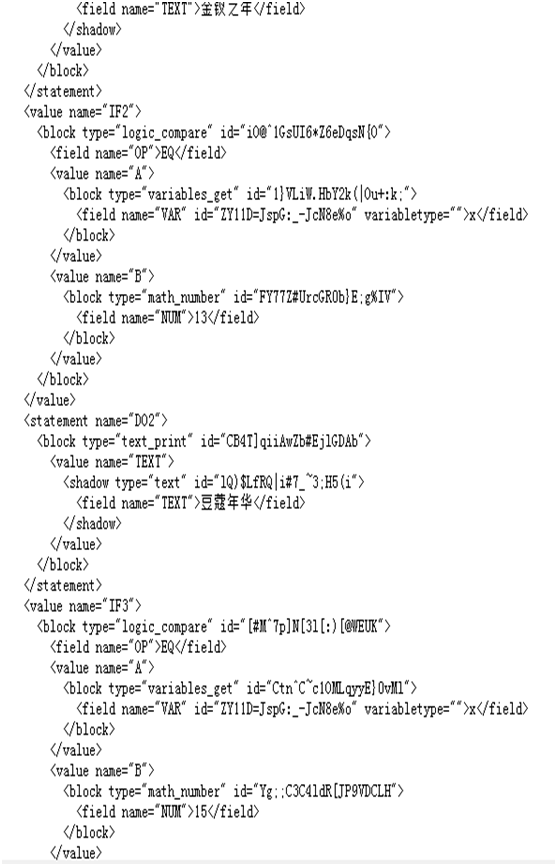 <field name="TEXT">金钗之年</field>
</shadow>
</value>
</block>
</statement>
<value name="IF2">
<block type="logic_compare" id="iO@^1GsUI6*Z6eDqsN{0">
<field name="OP">EQ</field>
<value name="A">
<block type="variables_get" id="1}VLiW.HbY2k(|Ou+:k;">
<field name="VAR" id="ZY11D=JspG:_-JcN8e%o" variabletype="">x</field>
</block>
</value>
<value name="B">
<block type="math_number" id="FY77Z#UrcGR0b}E;g%IV">
<field name="NUM">13</field>
</block>
</value>
</block>
</value>
<statement name="DO2">
<block type="text_print" id="CB4T]qiiAwZb#EjlGDAb">
<value name="TEXT">
<shadow type="text" id="lQ)$LfRQ|i#7_~3;H5(i">
<field name="TEXT">豆蔻年华</field>
</shadow>
</value>
</block>
</statement>
<value name="IF3">
<block type="logic_compare" id="[#M^7p]N[3l[:)[@WEUK">
<field name="OP">EQ</field>
<value name="A">
<block type="variables_get" id="Ctn^C~c1OMLqyyE}OvMl">
<field name="VAR" id="ZY11D=JspG:_-JcN8e%o" variabletype="">x</field>
</block>
</value>
<value name="B">
<block type="math_number" id="Yg;;C3C4ldR[JP9VDCLH">
<field name="NUM">15</field>
</block>
</value>